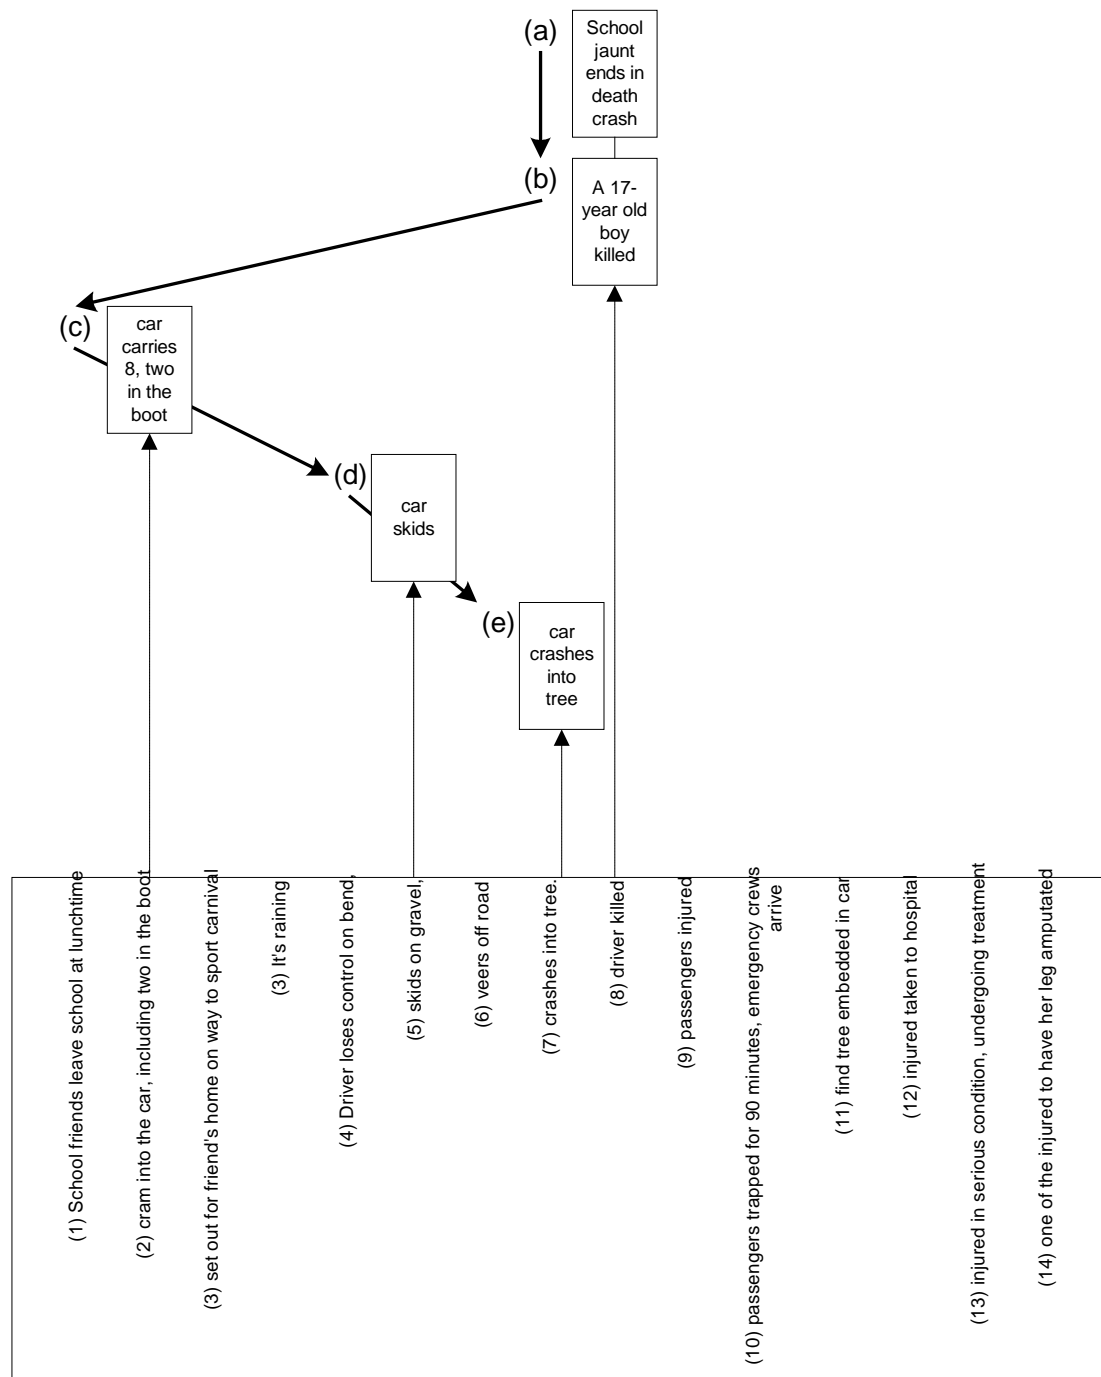 (a)
School
jaunt
ends in
death
crash
(b)
A 17-
year old
boy
killed
(c)
car
carries
8, two
in the
boot
(d)
car
skids
(e)
car
crashes
into
tree
(1) School friends leave school at lunchtime
(2) cram into the car, including two in the boot
(3) set out for friend's home on way to sport carnival
(3) It's raining
(4) Driver loses control on bend,
(5) skids on gravel,
(6) veers off road
(7) crashes into tree.
(8) driver killed
(9) passengers injured
(10) passengers trapped for 90 minutes, emergency crews
arrive
(11) find tree embedded in car
(12) injured taken to hospital
(13) injured in serious condition, undergoing treatment
(14) one of the injured to have her leg amputated